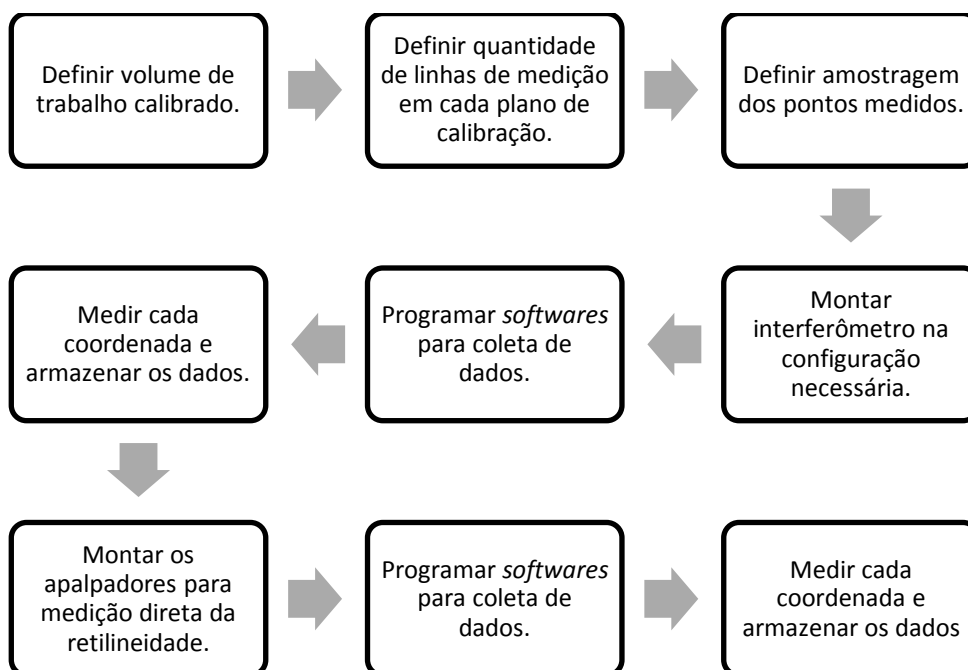 Definir volume de
trabalho calibrado.
Definir quantidade
de linhas de medição
em cada plano de
calibração.
Definir amostragem
dos pontos medidos.
Montar
interferômetro na
configuração
necessária.
Programar softwares
para coleta de
dados.
Medir cada
coordenada e
armazenar os dados.
Montar os
apalpadores para
medição direta da
retilineidade.
Programar softwares
para coleta de
dados.
Medir cada
coordenada e
armazenar os dados